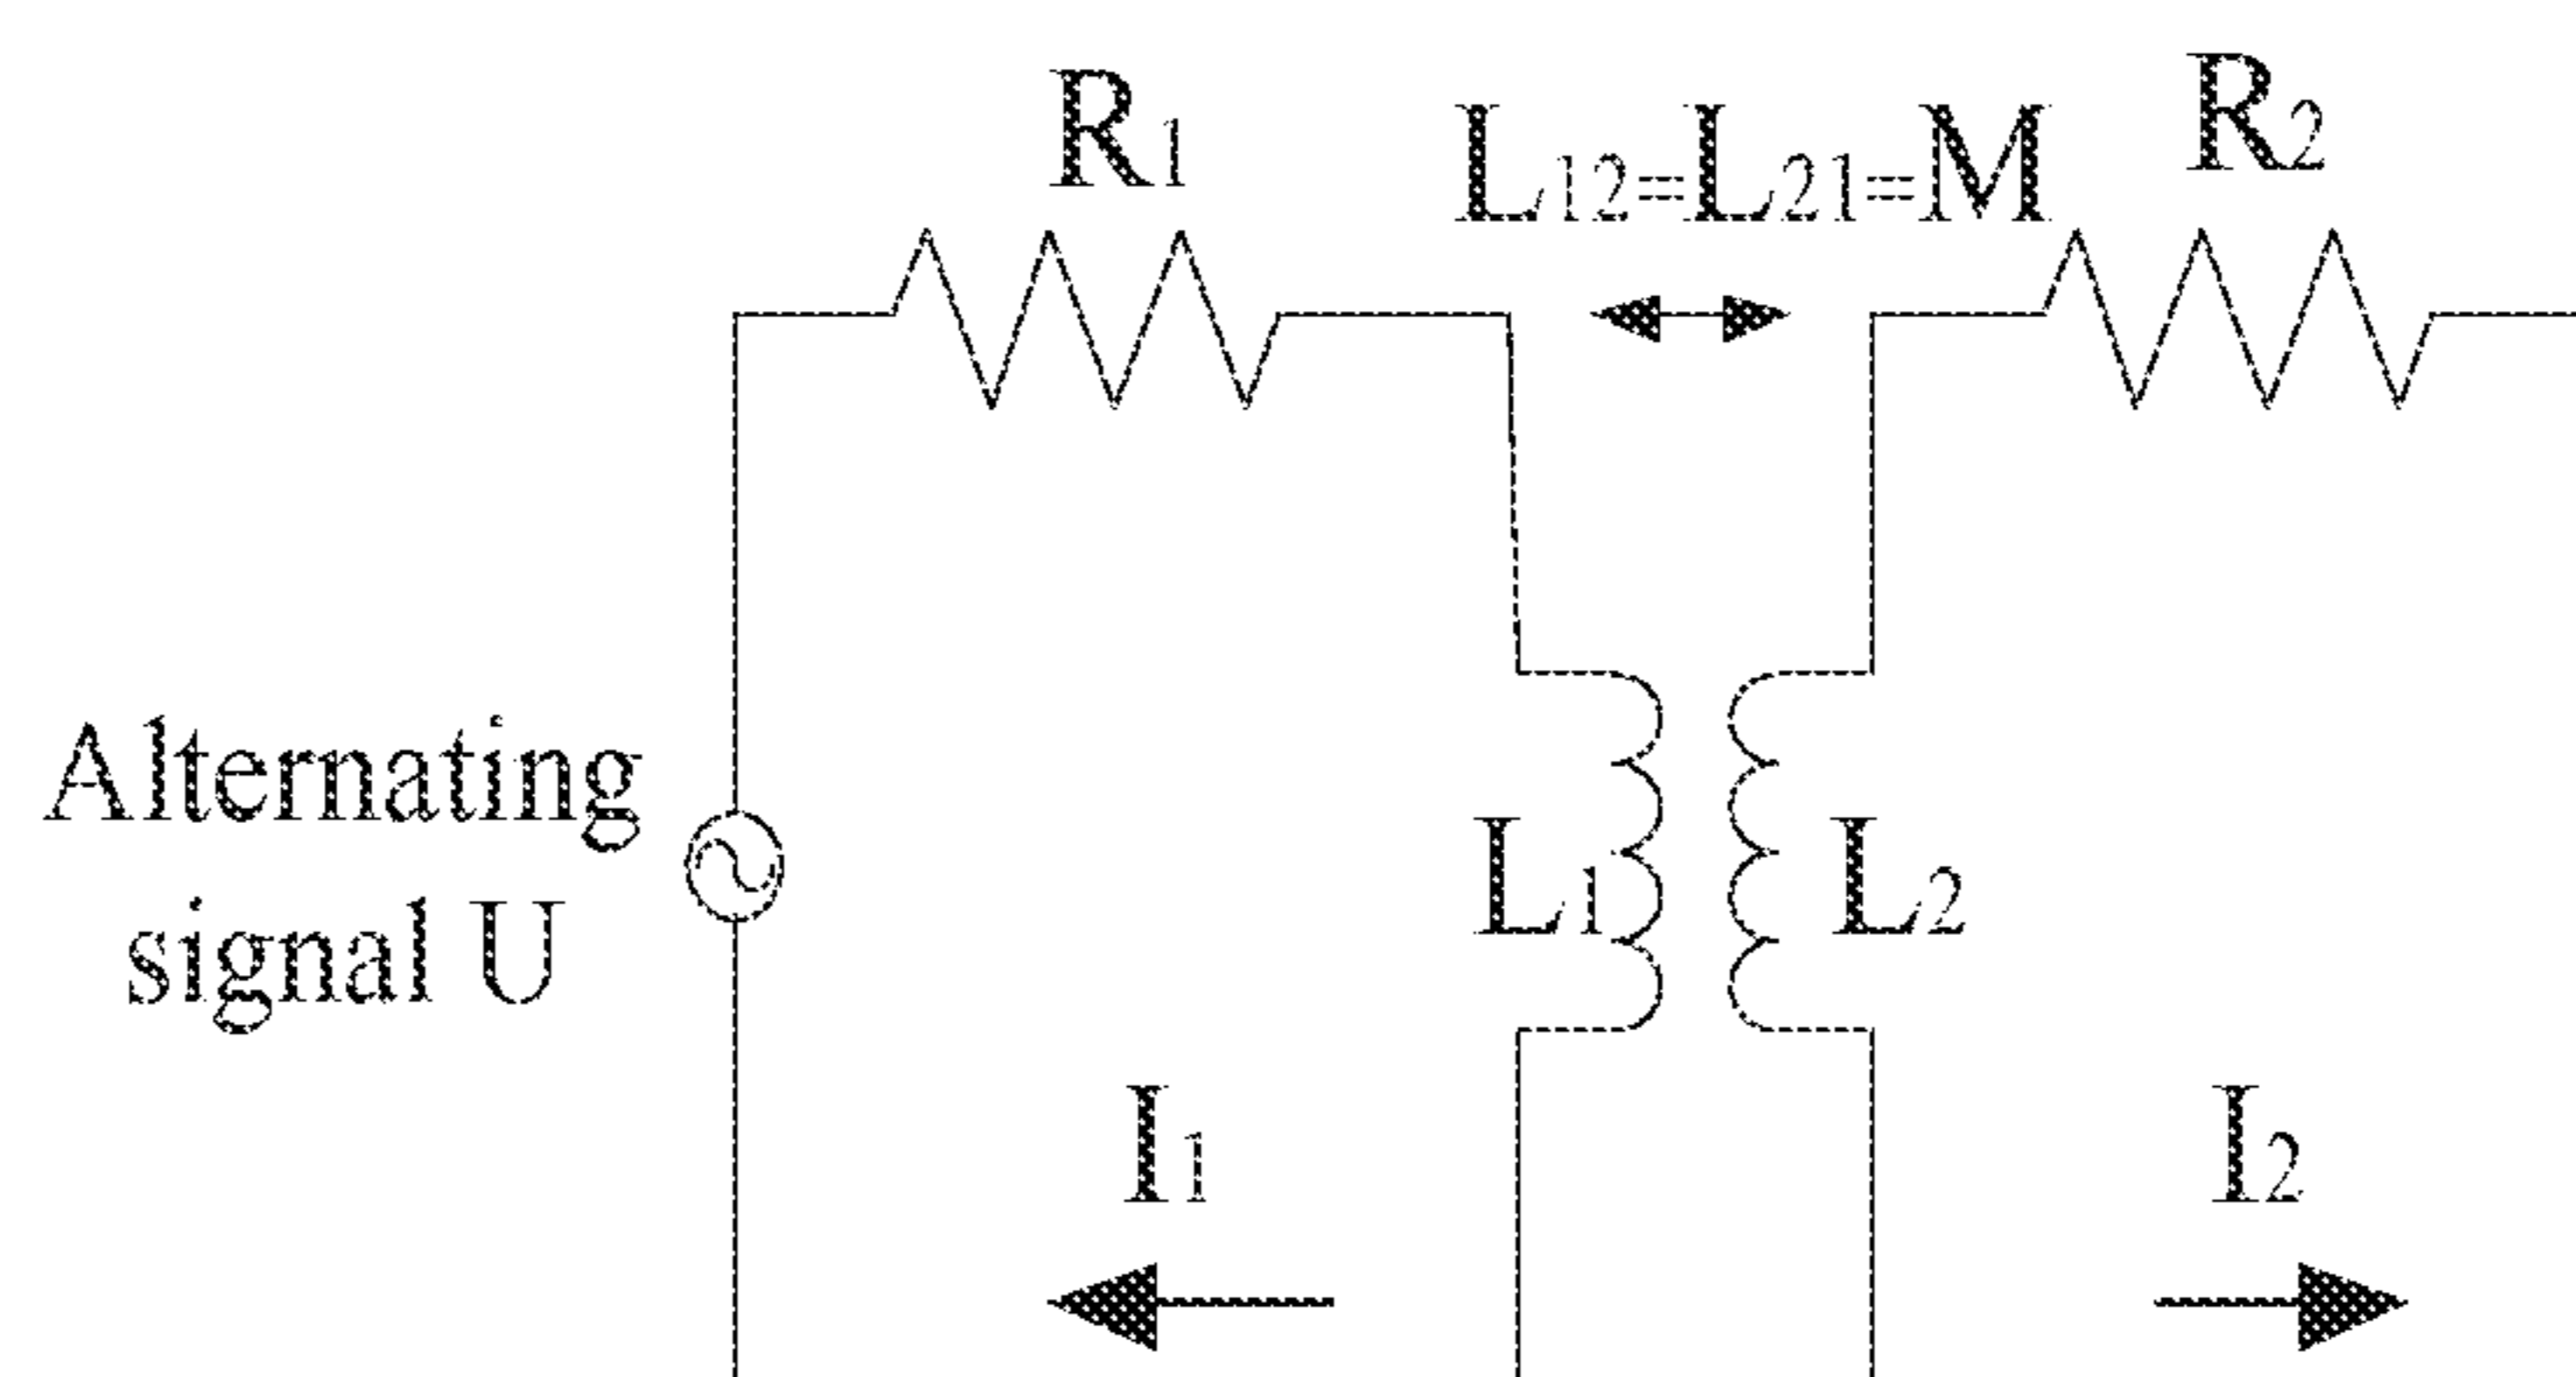 R1
L12=L21=M
R2
Alternating
signal U
L1
L2
I1
I2